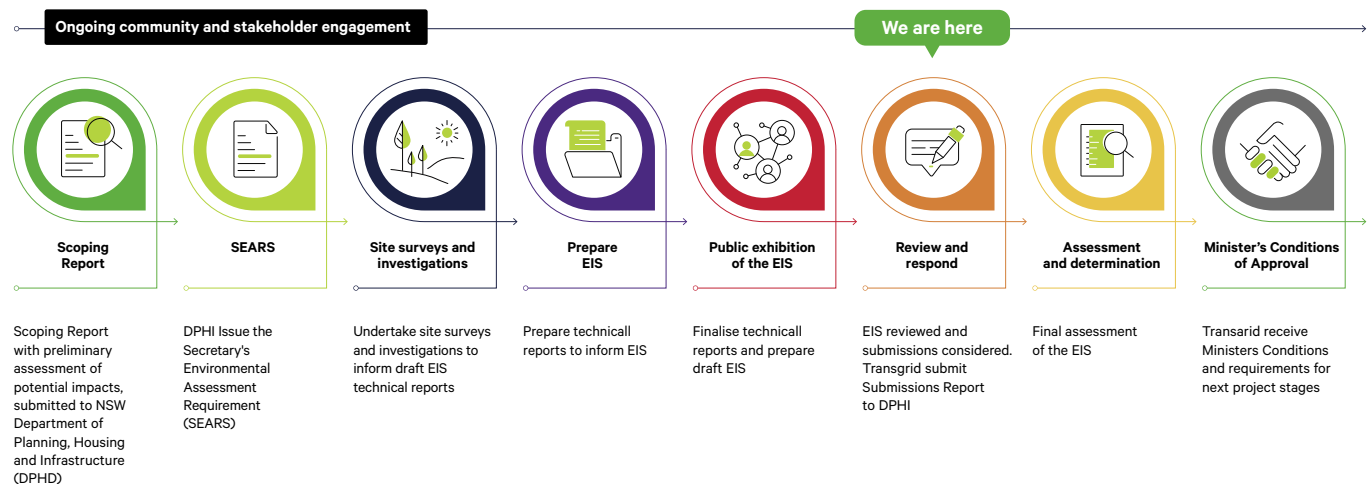 Ongoing community and stakeholder engagement
We are here
Scoping
Report
SEARS
Site surveys and
investigations
Prepare
EIS
Public exhibition
of the EIS
Review and
respond
Assessment
and determination
Minister's Conditions
of Approval
Scoping Report
with preliminary
assessment of
potential impacts,
submitted to NSW
Department of
Planning, Housing
and Infrastructure
(DPHD)
DPHI Issue the
Secretary's
Environmental
Assessment
Requirement
(SEARS)
Undertake site surveys
and investigations to
inform draft EIS
technical reports
Prepare technicall
reports to inform EIS
Finalise technicall
reports and prepare
draft EIS
EIS reviewed and
submissions considered.
Transgrid submit
Submissions Report
to DPHI
Final assessment
of the EIS
Transarid receive
Ministers Conditions
and requirements for
next project stages